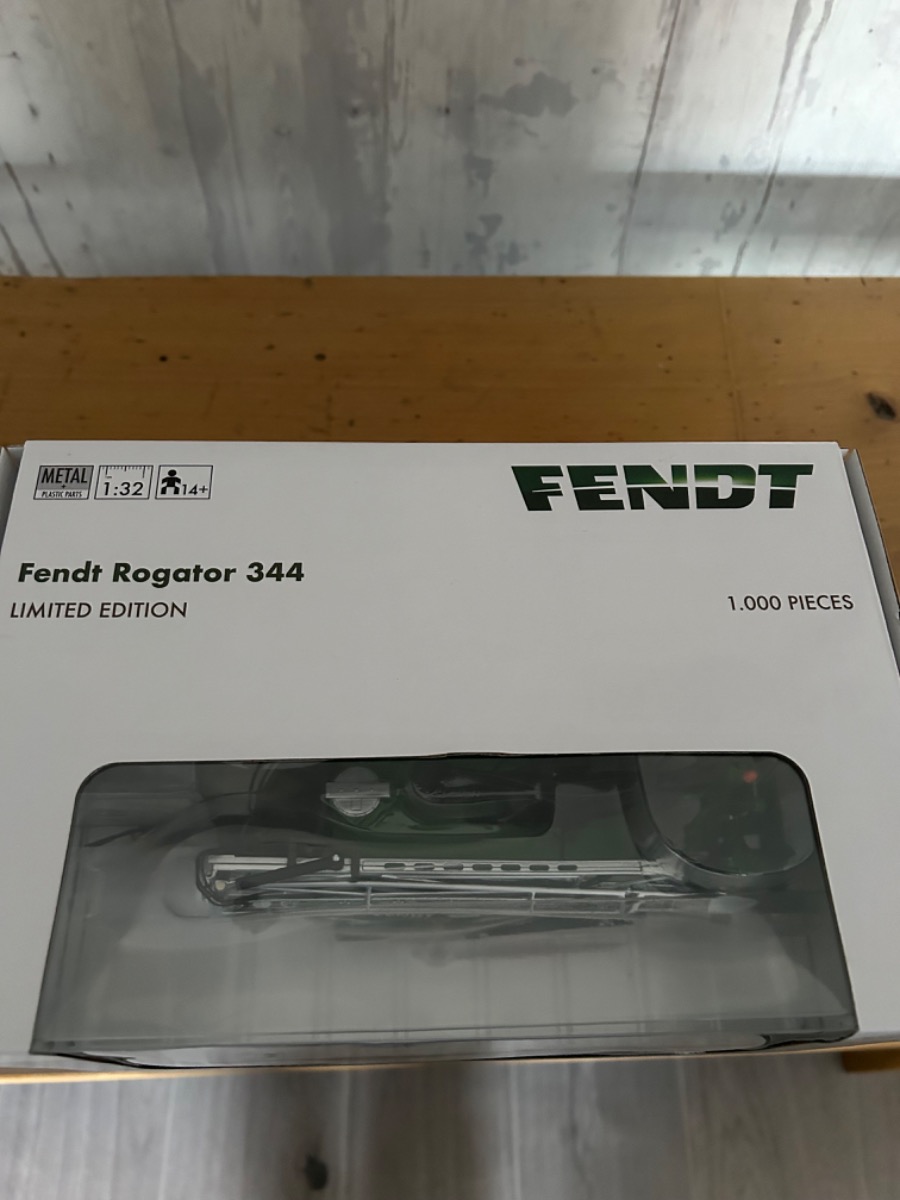 METAL
+
PLASTIC PARTS
1:32
14+
FENDT
Fendt Rogator 344
LIMITED EDITION
1.000 PIECES